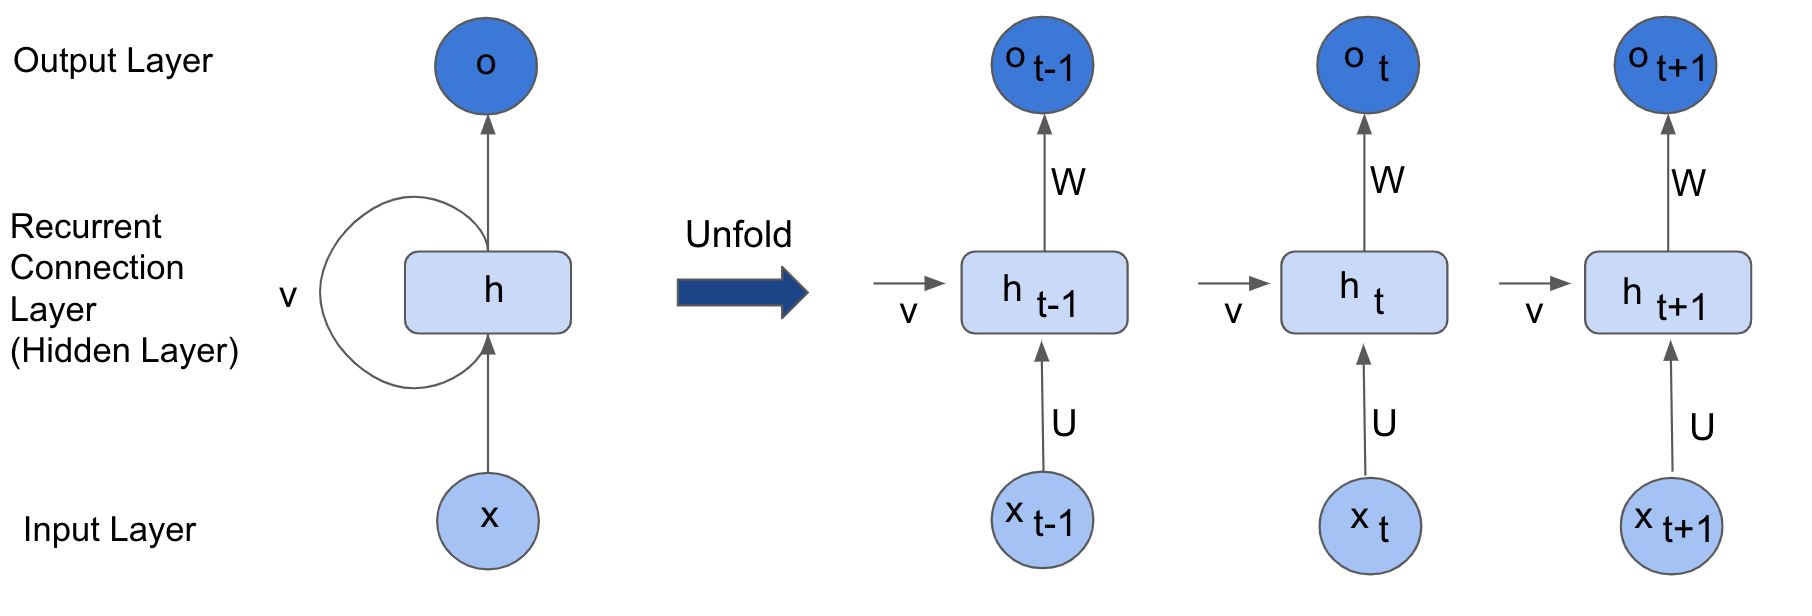 Output Layer
o
o t-1
o t
o t+1
W
W
W
Recurrent
Connection
Layer
(Hidden Layer)
v
h
Unfold
v
h t-1
v
h t
v
h t+1
U
U
U
Input Layer
x
x t-1
x t
x t+1